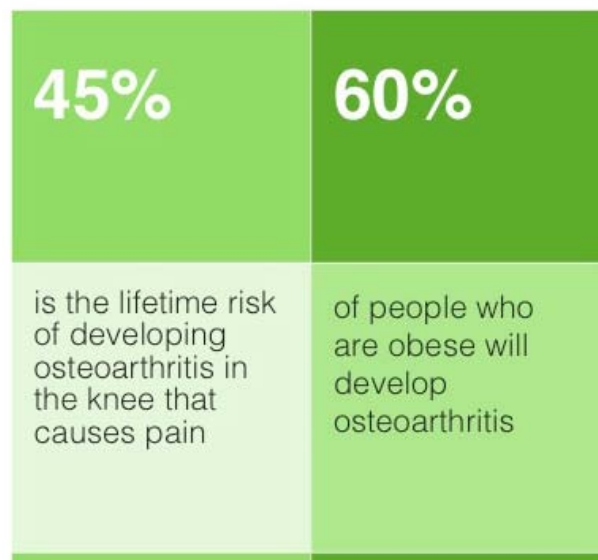 45%
is the lifetime risk
of developing
osteoarthritis in
the knee that
causes pain
60%
of people who
are obese will
develop
osteoarthritis